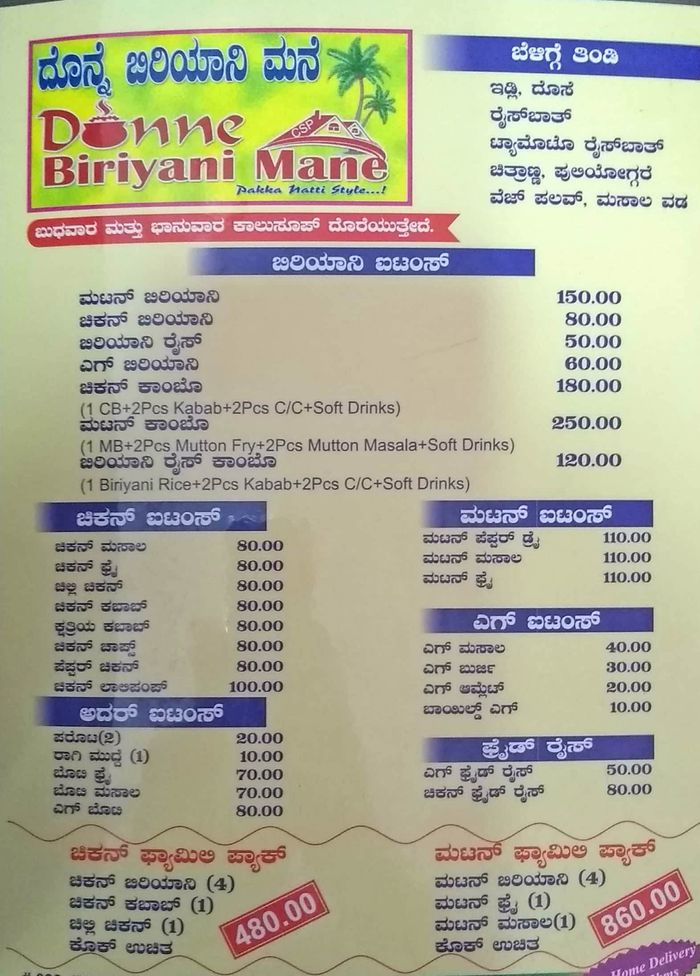 ದೊನ್ನೆ ಬಿರಿಯಾನಿ ಮನೆ
Donne
CSP
Biriyani Mane
Pakka Natti Style...!
ಬುಧವಾರ ಮತ್ತು ಭಾನುವಾರ ಕಾಲುಸೂಪ್ ದೊರೆಯುತ್ತೇದೆ.
ಬೆಳಿಗ್ಗೆ ತಿಂಡಿ
ಇಡ್ಲಿ, ದೊಸೆ
ರೈಸ್‌ಬಾತ್
ಟ್ಯಾಮೊಟೊ ರೈಸ್‌ಬಾತ್
ಚಿತ್ರಾಣ್ಣ, ಪುಲಿಯೋಗ್ಗರೆ
ವೆಜ್ ಪಲವ್, ಮಸಾಲ ವಡ
ಬಿರಿಯಾನಿ ಐಟಂಸ್
ಮಟನ್ ಬಿರಿಯಾನಿ 150.00
ಚಿಕನ್ ಬಿರಿಯಾನಿ 80.00
ಬಿರಿಯಾನಿ ರೈಸ್ 50.00
ಎಗ್ ಬಿರಿಯಾನಿ 60.00
ಚಿಕನ್ ಕಾಂಬೊ 180.00
(1 CB+2Pcs Kabab+2Pcs C/C+Soft Drinks)
ಮಟನ್ ಕಾಂಬೊ 250.00
(1 MB+2Pcs Mutton Fry+2Pcs Mutton Masala+Soft Drinks)
ಬಿರಿಯಾನಿ ರೈಸ್ ಕಾಂಬೊ 120.00
(1 Biriyani Rice+2Pcs Kabab+2Pcs C/C+Soft Drinks)
ಚಿಕನ್ ಐಟಂಸ್
ಚಿಕನ್ ಮಸಾಲ 80.00
ಚಿಕನ್ ಫ್ರೈ 80.00
ಚಿಲ್ಲಿ ಚಿಕನ್ 80.00
ಚಿಕನ್ ಕಬಾಬ್ 80.00
ಕ್ಷತ್ರಿಯ ಕಬಾಬ್ 80.00
ಚಿಕನ್ ಚಾಪ್ಸ್ 80.00
ಪೆಪ್ಪರ್ ಚಿಕನ್ 80.00
ಚಿಕನ್ ಲಾಲಿಪಂಪ್ 100.00
ಅದರ್ ಐಟಂಸ್
ಪರೋಟ(2) 20.00
ರಾಗಿ ಮುದ್ದೆ (1) 10.00
ಬೋಟಿ ಫ್ರೈ 70.00
ಬೋಟಿ ಮಸಾಲ 70.00
ಎಗ್ ಬೋಟಿ 80.00
ಮಟನ್ ಐಟಂಸ್
ಮಟನ್ ಪೆಪ್ಪರ್ ಡ್ರೈ 110.00
ಮಟನ್ ಮಸಾಲ 110.00
ಮಟನ್ ಫ್ರೈ 110.00
ಎಗ್ ಐಟಂಸ್
ಎಗ್ ಮಸಾಲ 40.00
ಎಗ್ ಬುರ್ಜಿ 30.00
ಎಗ್ ಆಮ್ಲೆಟ್ 20.00
ಬಾಯಿಲ್ಡ್ ಎಗ್ 10.00
ಫ್ರೈಡ್ ರೈಸ್
ಎಗ್ ಫ್ರೈಡ್ ರೈಸ್ 50.00
ಚಿಕನ್ ಫ್ರೈಡ್ ರೈಸ್ 80.00
ಚಿಕನ್ ಫ್ಯಾಮಿಲಿ ಪ್ಯಾಕ್
ಚಿಕನ್ ಬಿರಿಯಾನಿ (4)
ಚಿಕನ್ ಕಬಾಬ್ (1)
ಚಿಲ್ಲಿ ಚಿಕನ್ (1)
ಕೊಕ್ ಉಚಿತ
480.00
ಮಟನ್ ಫ್ಯಾಮಿಲಿ ಪ್ಯಾಕ್
ಮಟನ್ ಬಿರಿಯಾನಿ (4)
ಮಟನ್ ಫ್ರೈ (1)
ಮಟನ್ ಮಸಾಲ(1)
ಕೊಕ್ ಉಚಿತ
860.00
Home Delivery